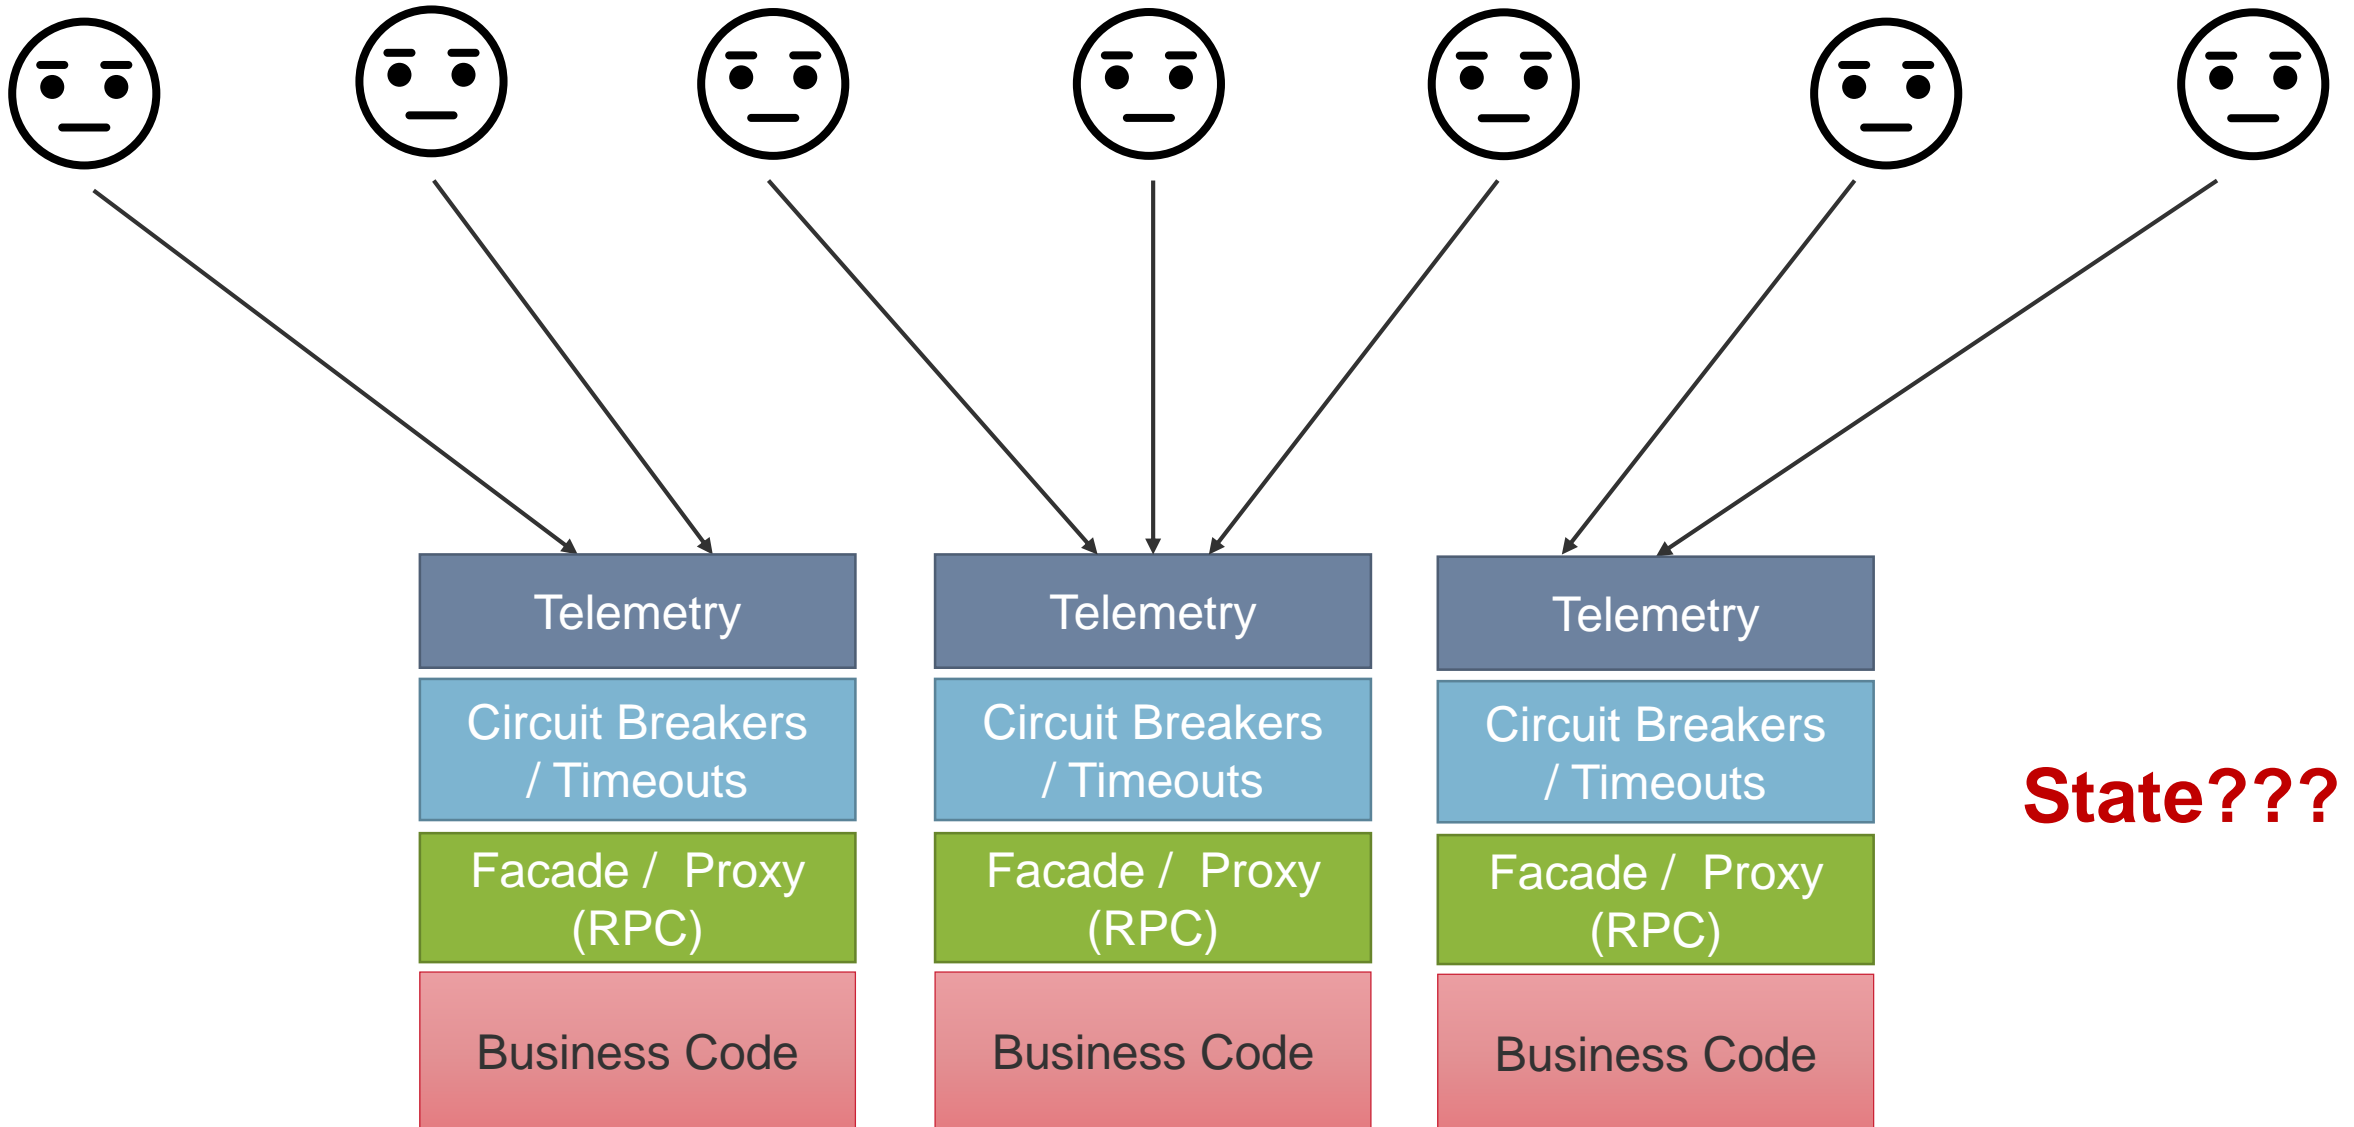 Telemetry
Circuit Breakers
/ Timeouts
Facade /  Proxy
(RPC)
Business Code
Telemetry
Circuit Breakers
/ Timeouts
Facade /  Proxy
(RPC)
Business Code
Telemetry
Circuit Breakers
/ Timeouts
Facade /  Proxy
(RPC)
Business Code
State???